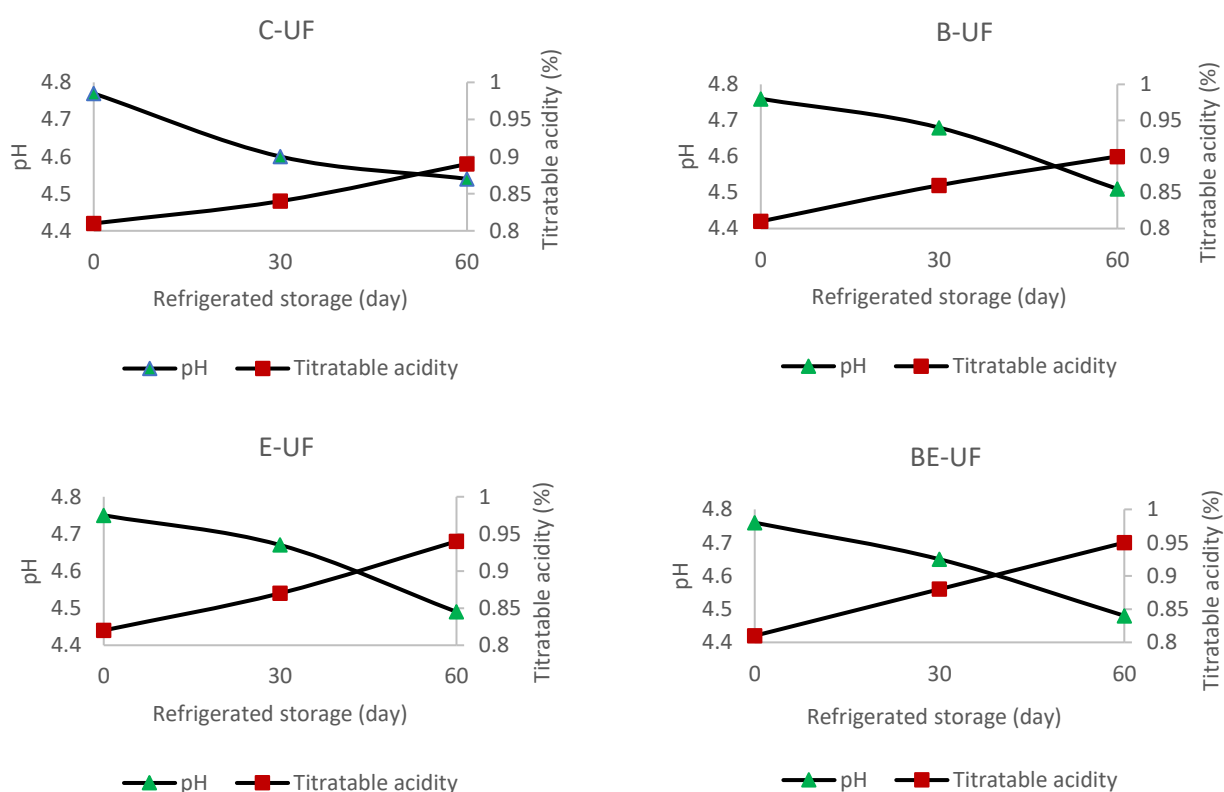 C-UF
4.8
4.7
4.6
4.5
4.4
pH
1
0.95
0.9
0.85
0.8
Titratable acidity (%)
0 30 60
Refrigerated storage (day)
pH Titratable acidity
B-UF
4.8
4.7
4.6
4.5
4.4
pH
1
0.95
0.9
0.85
0.8
Titratable acidity (%)
0 30 60
Refrigerated storage (day)
pH Titratable acidity
E-UF
4.8
4.7
4.6
4.5
4.4
pH
1
0.95
0.9
0.85
0.8
Titratable acidity (%)
0 30 60
Refrigerated storage (day)
pH Titratable acidity
BE-UF
4.8
4.7
4.6
4.5
4.4
pH
1
0.95
0.9
0.85
0.8
Titratable acidity (%)
0 30 60
Refrigerated storage (day)
pH Titratable acidity